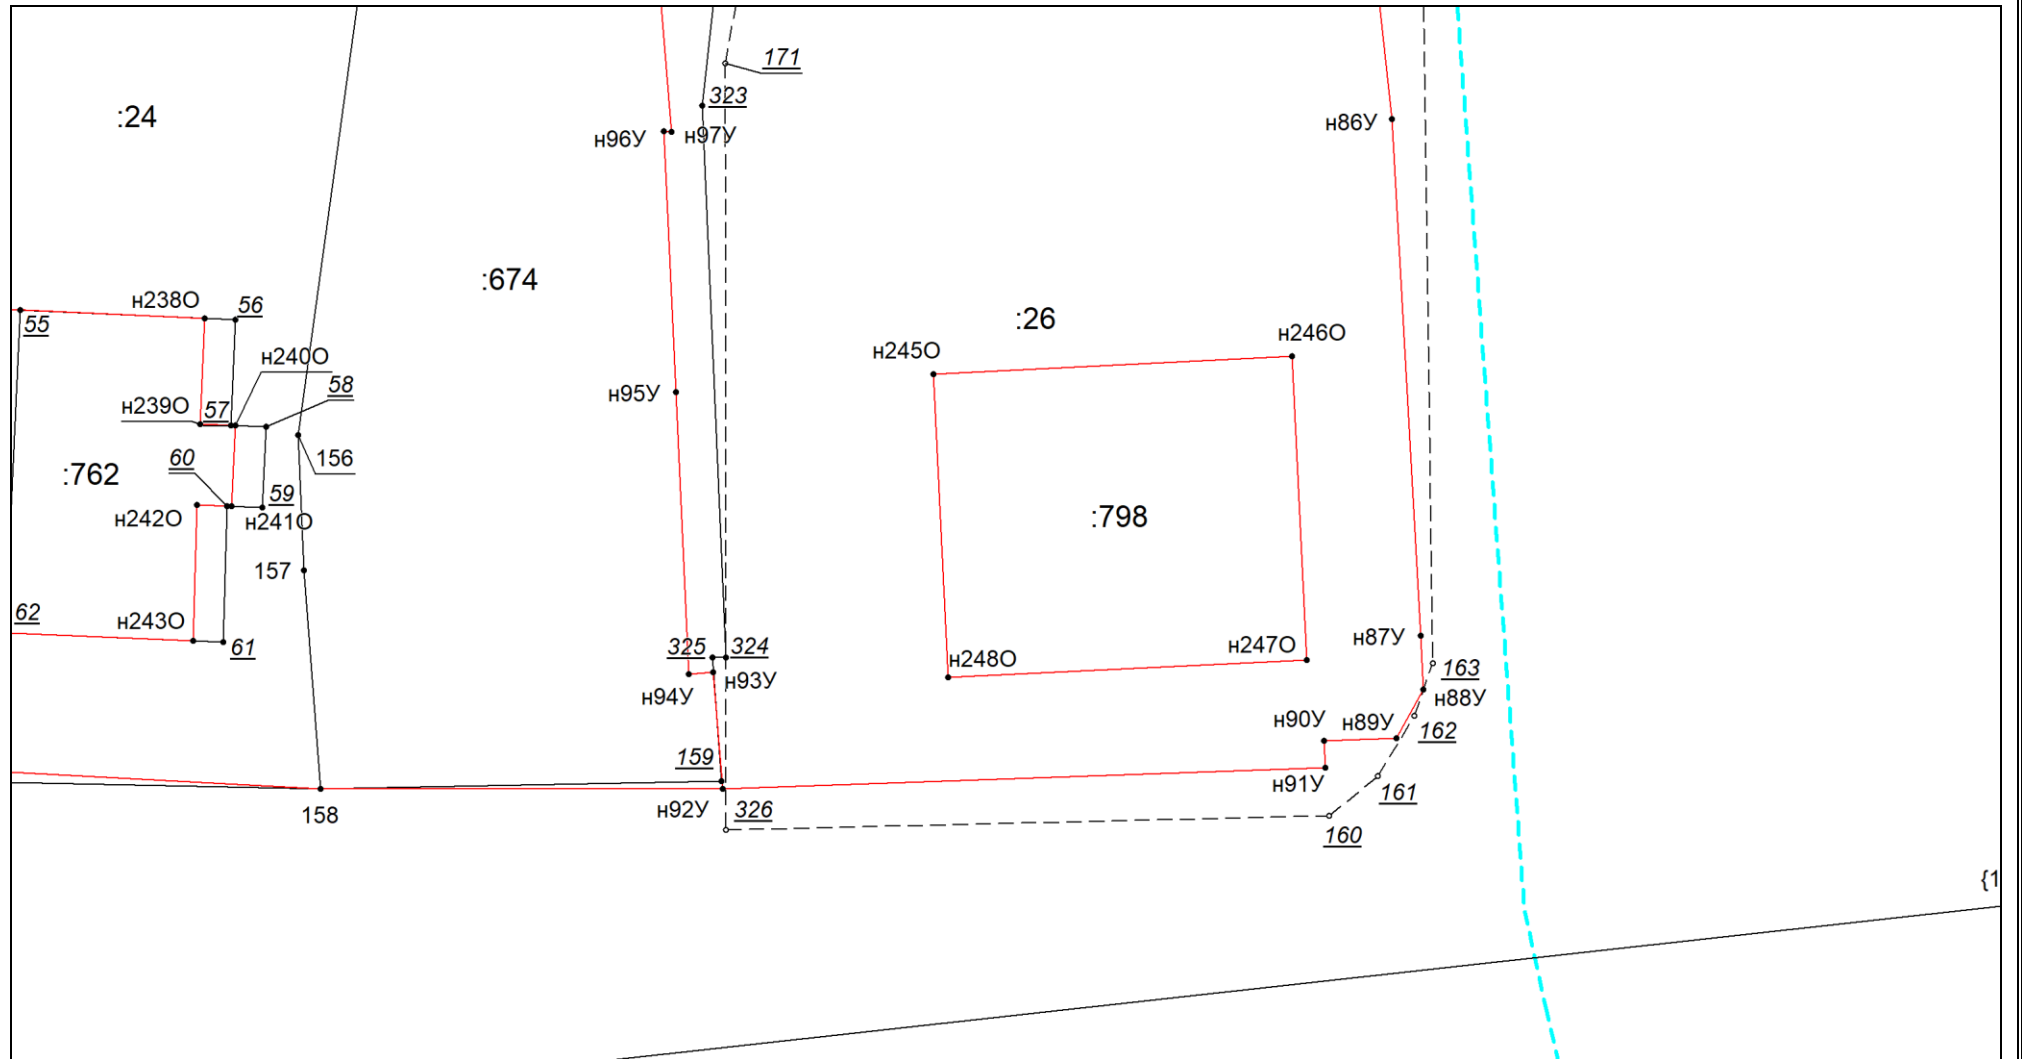 171
323
:24
н96У
н97У
н86У
:674
н238О
56
55
:26
н246О
н245О
н240О
58
н239О
57
н95У
156
60
:762
59
н242О
н241О
:798
157
62
н243О
61
325
324
н87У
н247О
н248О
163
н94У
н93У
н88У
н90У
н89У
162
159
н91У
161
158
н92У
326
160
{1